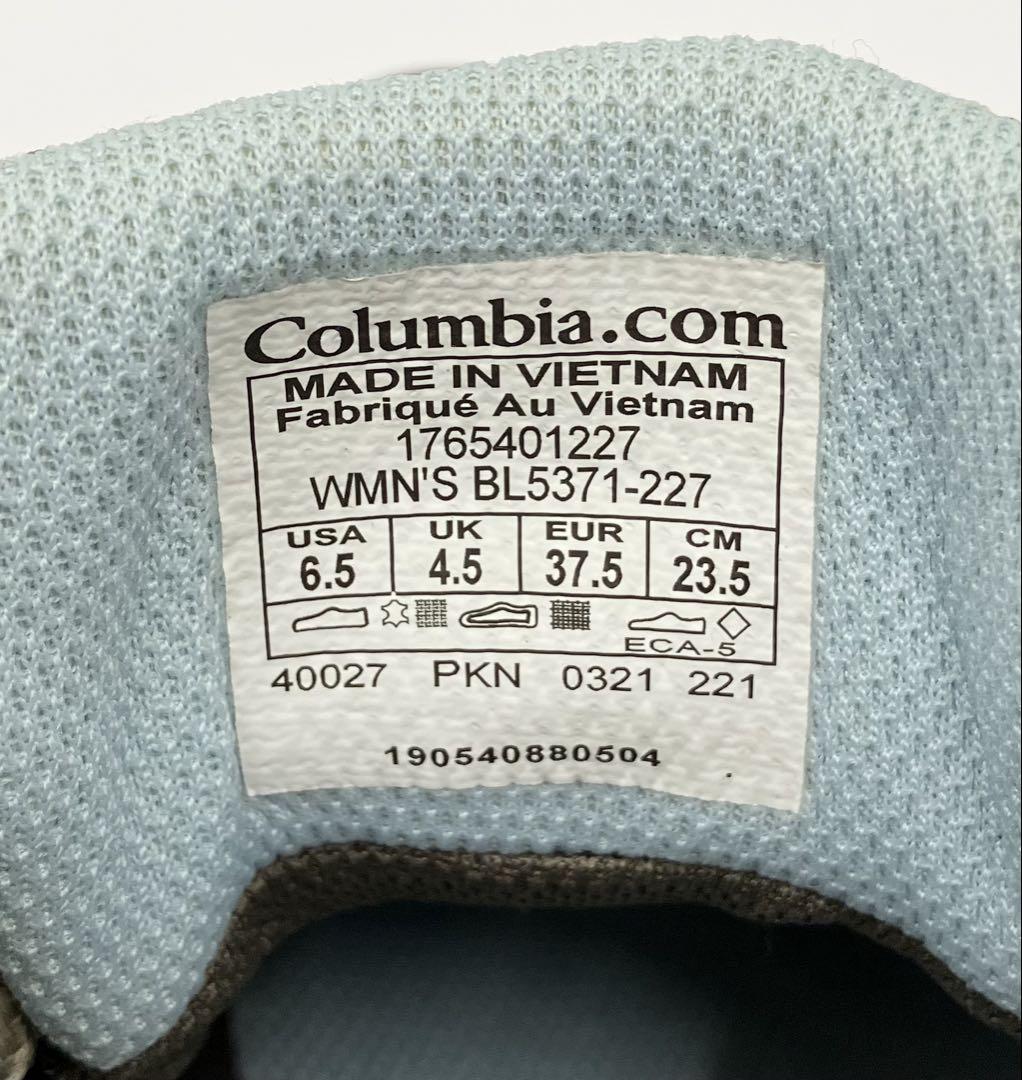 Columbia.com
MADE IN VIETNAM
Fabriqué Au Vietnam
1765401227
WMN'S BL5371-227
USA UK EUR CM
6.5 4.5 37.5 23.5
ECA-5
40027 PKN 0321 221
190540880504